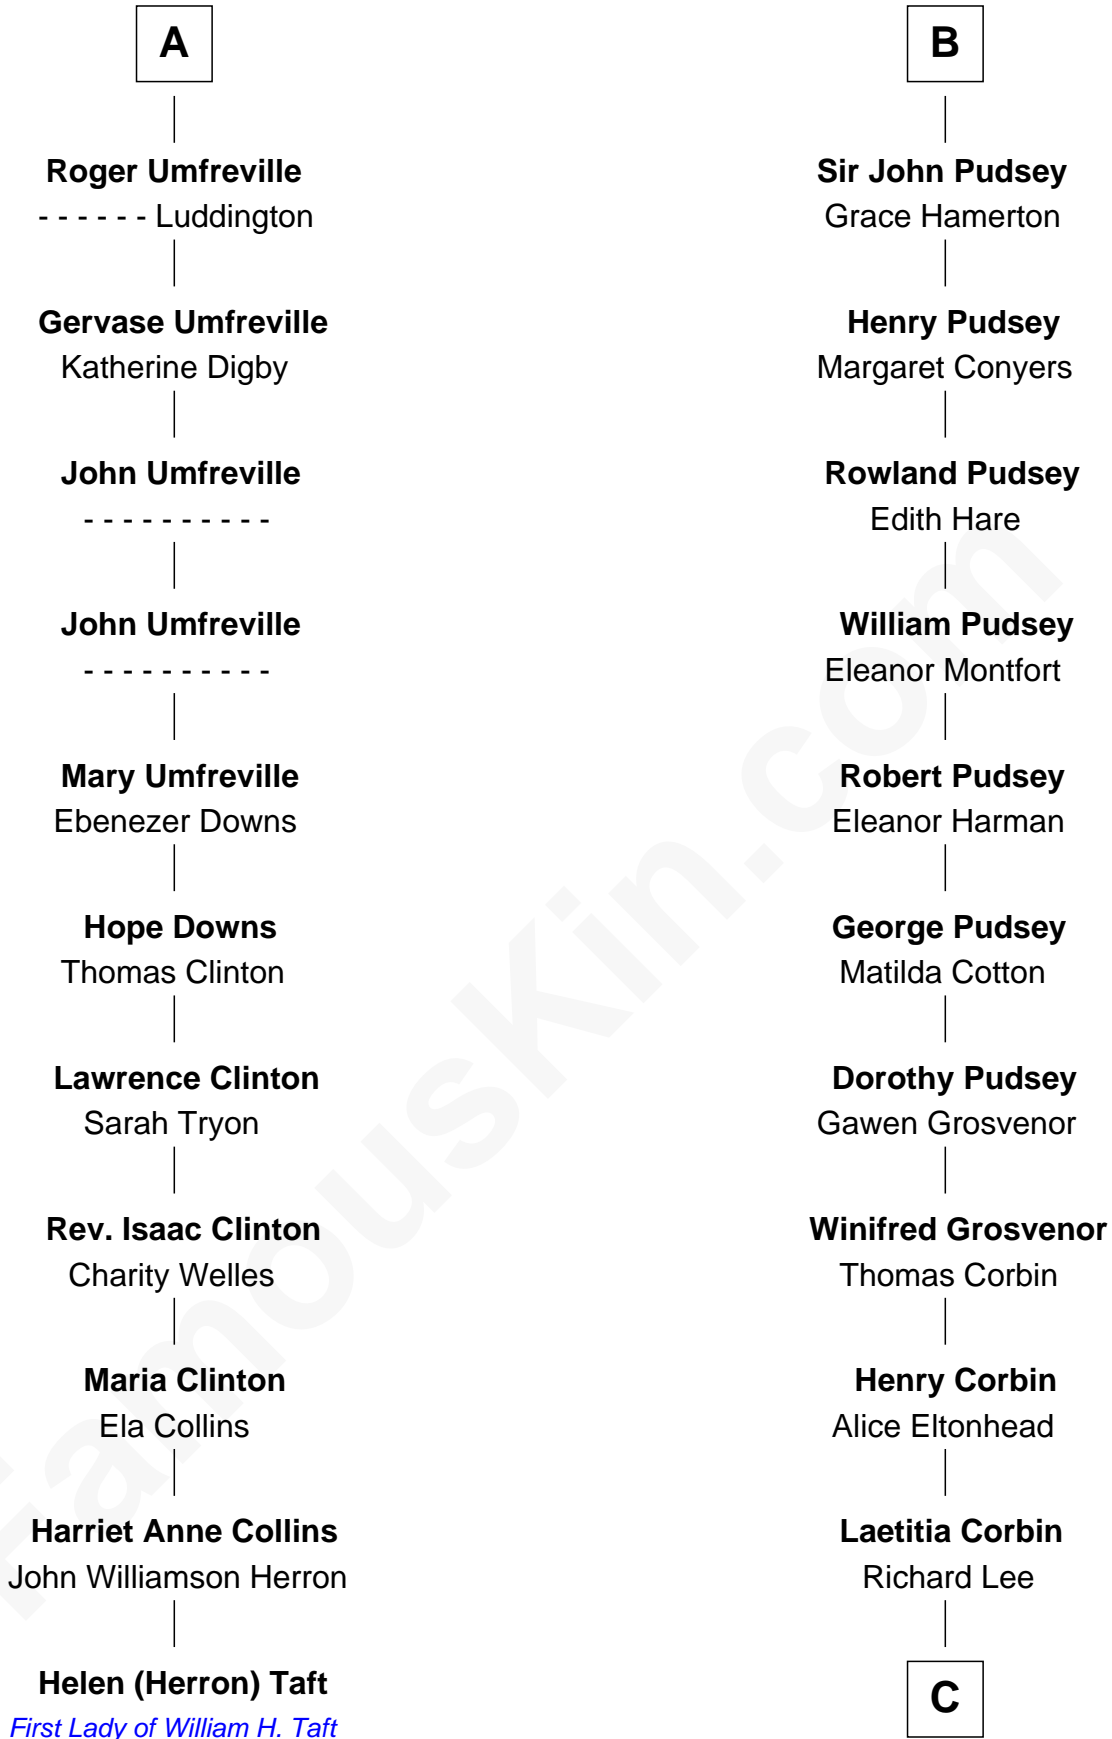 A
Roger Umfreville
- - - - - - Luddington
Gervase Umfreville
Katherine Digby
John Umfreville
- - - - - - - - - -
John Umfreville
- - - - - - - - - -
Mary Umfreville
Ebenezer Downs
Hope Downs
Thomas Clinton
Lawrence Clinton
Sarah Tryon
Rev. Isaac Clinton
Charity Welles
Maria Clinton
Ela Collins
Harriet Anne Collins
John Williamson Herron
Helen (Herron) Taft
First Lady of William H. Taft
B
Sir John Pudsey
Grace Hamerton
Henry Pudsey
Margaret Conyers
Rowland Pudsey
Edith Hare
William Pudsey
Eleanor Montfort
Robert Pudsey
Eleanor Harman
George Pudsey
Matilda Cotton
Dorothy Pudsey
Gawen Grosvenor
Winifred Grosvenor
Thomas Corbin
Henry Corbin
Alice Eltonhead
Laetitia Corbin
Richard Lee
C
FamousKin.com